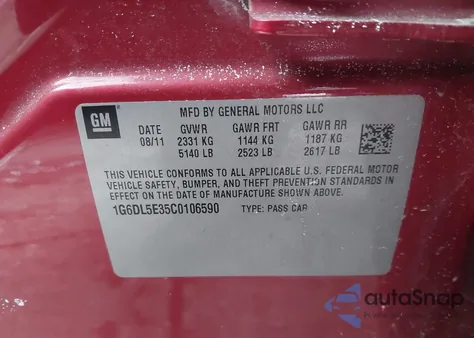 GM
MFD BY GENERAL MOTORS LLC
DATE GVWR GAWR FRT GAWR RR
08/11 2331 KG 1144 KG 1187 KG
5140 LB 2523 LB 2617 LB
THIS VEHICLE CONFORMS TO ALL APPLICABLE U.S. FEDERAL MOTOR
VEHICLE SAFETY, BUMPER, AND THEFT PREVENTION STANDARDS IN
EFFECT ON THE DATE OF MANUFACTURE SHOWN ABOVE.
1G6DL5E35C0106590 TYPE: PASS CAR
autoSnap